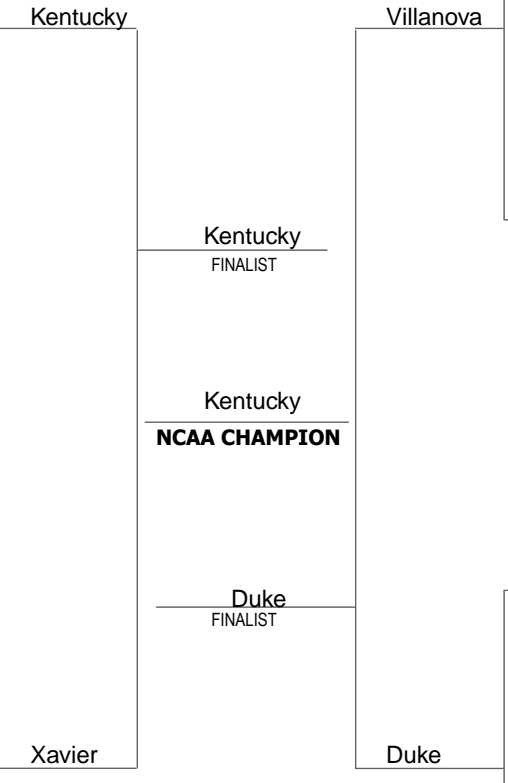 Kentucky
Villanova
Kentucky
FINALIST
Kentucky
NCAA CHAMPION
Duke
FINALIST
Xavier
Duke